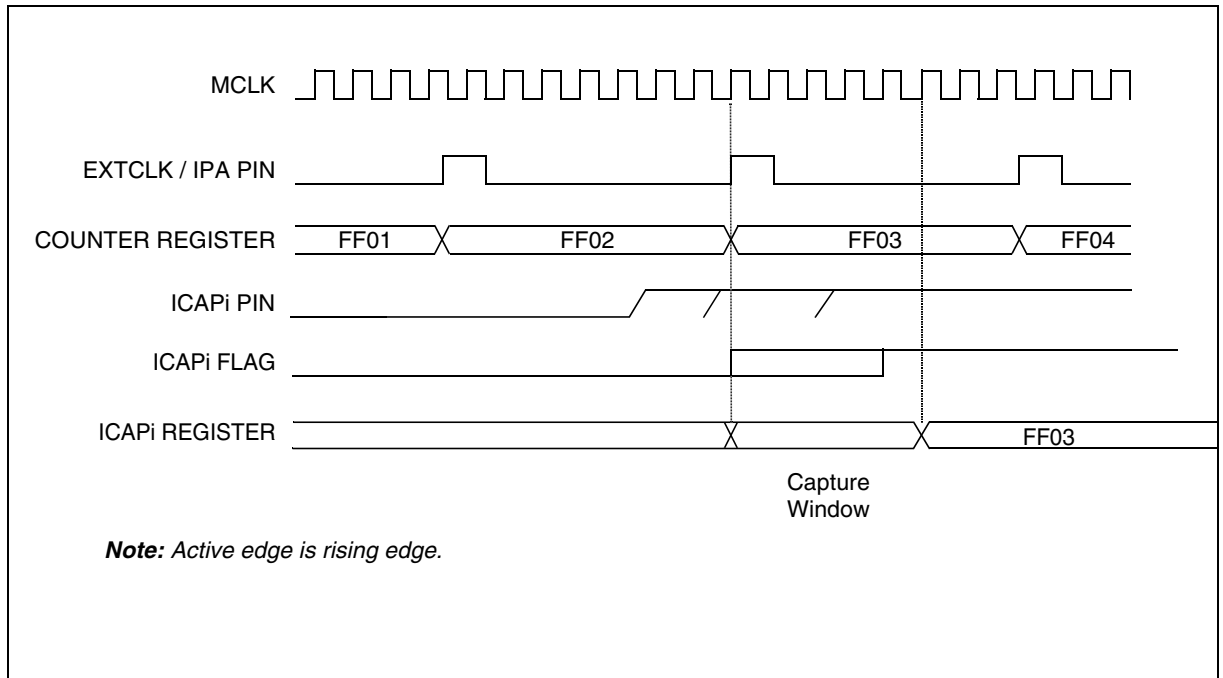 MCLK
EXTCLK / IPA PIN
COUNTER REGISTER
FF01
FF02
FF03
FF04
ICAPi PIN
ICAPi FLAG
ICAPi REGISTER
FF03
Capture
Window
Note: Active edge is rising edge.